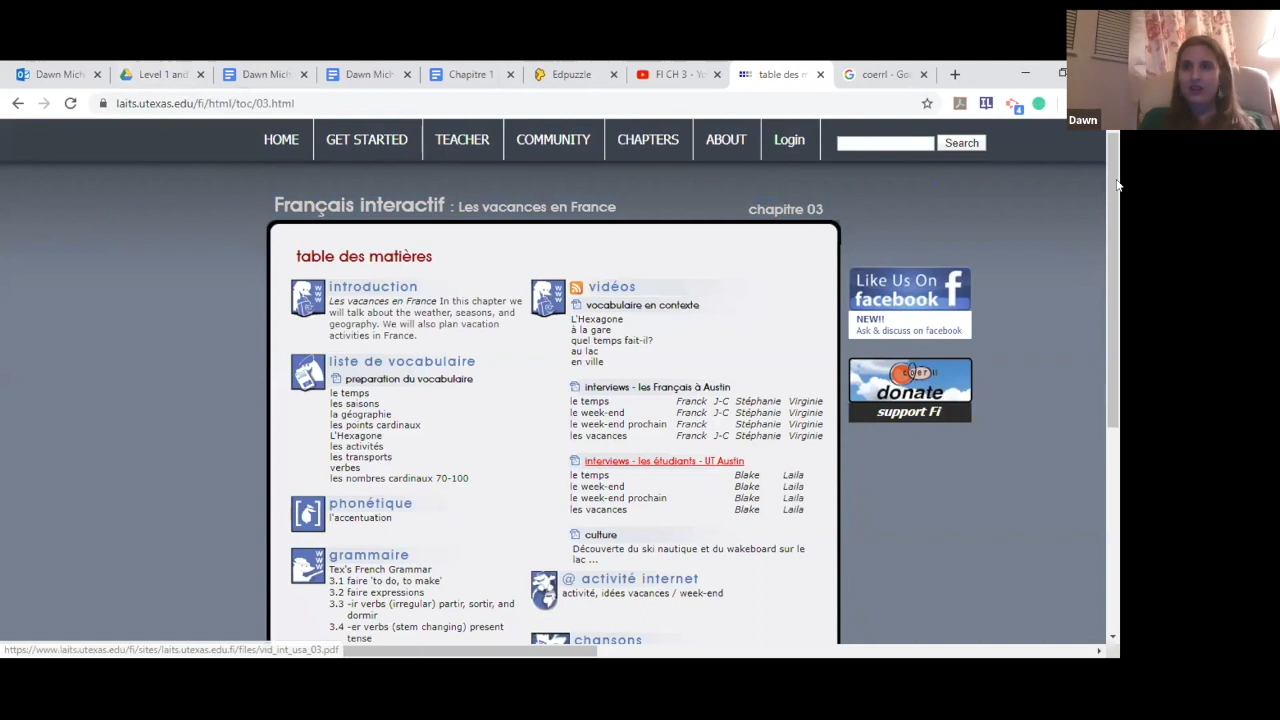 Dawn Mich
Level 1 and
Dawn Mich
Dawn Mich
Chapitre 1
Edpuzzle
FI CH 3 - Yo
table des m
coerrl - Goo
laits.utexas.edu/fi/html/toc/03.html
Dawn
HOME
GET STARTED
TEACHER
COMMUNITY
CHAPTERS
ABOUT
Login
Search
Français interactif : Les vacances en France
chapitre 03
table des matières
introduction
Les vacances en France In this chapter we
will talk about the weather, seasons, and
geography. We will also plan vacation
activities in France.
liste de vocabulaire
preparation du vocabulaire
le temps
les saisons
la géographie
les points cardinaux
L'Hexagone
les activités
les transports
verbes
les nombres cardinaux 70-100
phonétique
l'accentuation
grammaire
Tex's French Grammar
3.1 faire 'to do, to make'
3.2 faire expressions
3.3 -ir verbs (irregular) partir, sortir, and
dormir
3.4 -er verbs (stem changing) present
tense
vidéos
vocabulaire en contexte
L'Hexagone
à la gare
quel temps fait-il?
au lac
en ville
interviews - les Français à Austin
le temps Franck J-C Stéphanie Virginie
le week-end Franck J-C Stéphanie Virginie
le week-end prochain Franck Stéphanie Virginie
les vacances Franck J-C Stéphanie Virginie
interviews - les étudiants - UT Austin
le temps Blake Laila
le week-end Blake Laila
le week-end prochain Blake Laila
les vacances Blake Laila
culture
Découverte du ski nautique et du wakeboard sur le
lac ...
@ activité internet
activité, idées vacances / week-end
chansons
Like Us On
facebook
NEW!!
Ask & discuss on facebook
coerll
donate
support Fi
https://www.laits.utexas.edu/fi/sites/laits.utexas.edu.fi/files/vid_int_usa_03.pdf